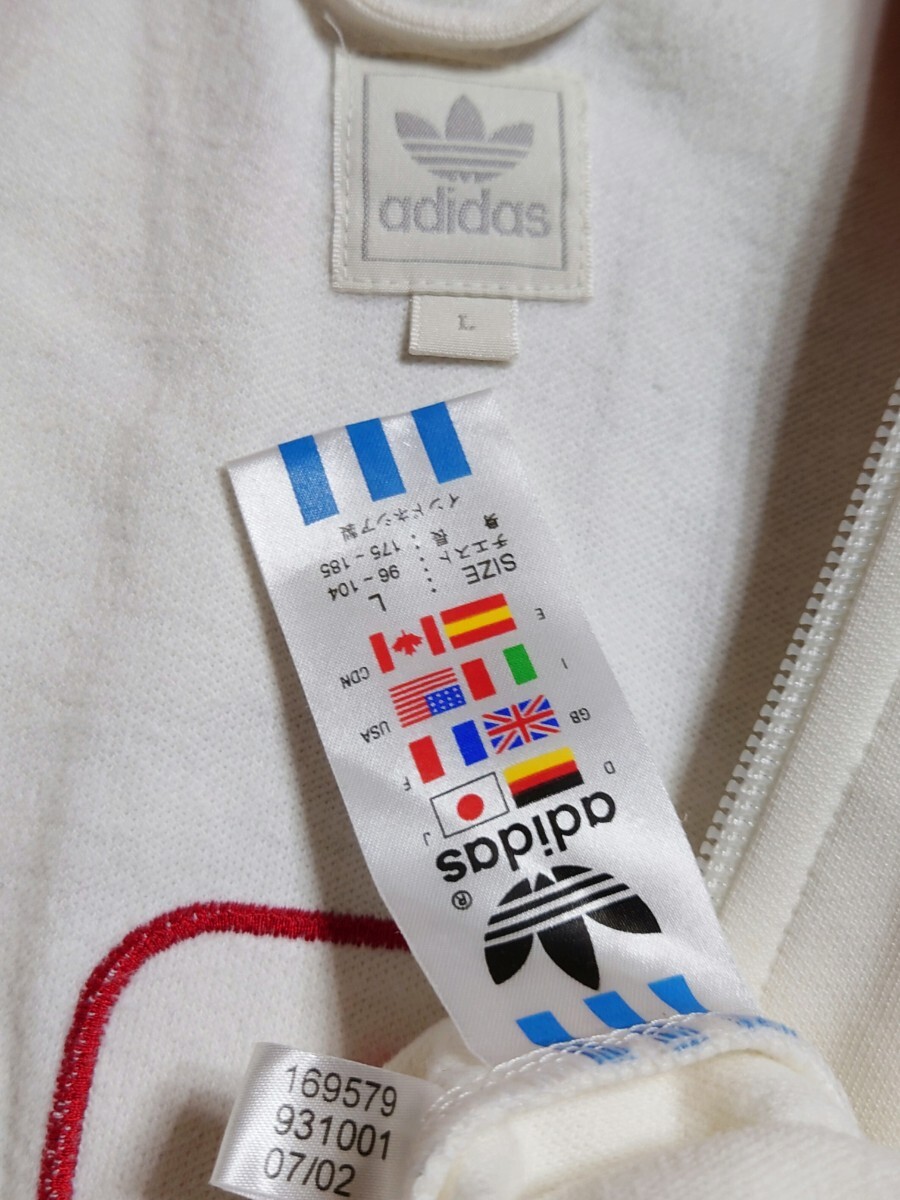 adidas
L
adidas
®
D J
GB F
I USA
E CDN
SIZE L
チエスト : 96 - 104
身 長 : 175 - 185
インドネシア製
169579
931001
07/02